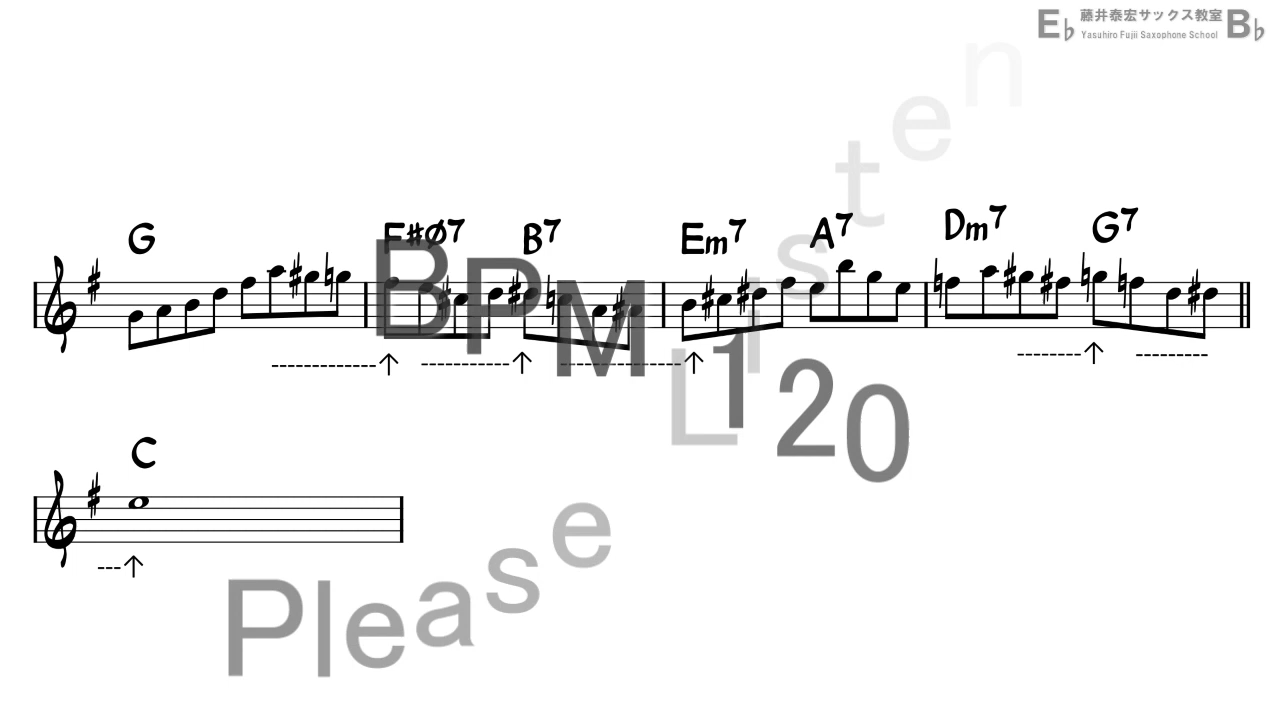 E♭ 藤井泰宏サックス教室 B♭
Yasuhiro Fujii Saxophone School
G F#ø7 B7 Em7 A7 Dm7 G7
BPM 120
C
Please Listen